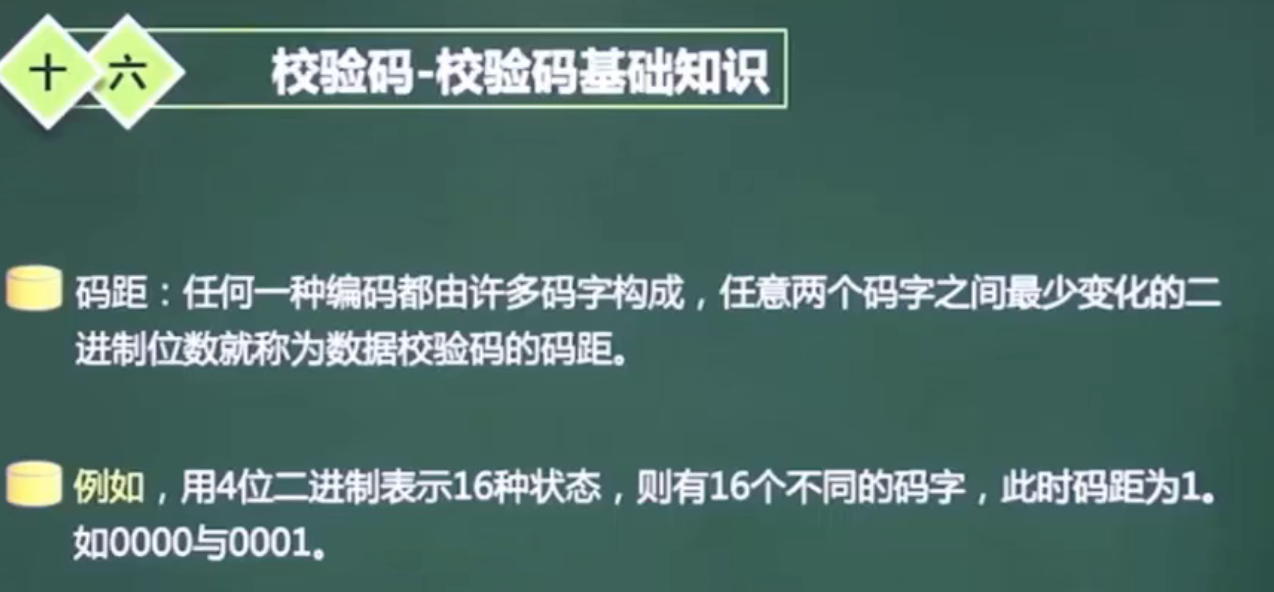 十六 校验码-校验码基础知识
码距：任何一种编码都由许多码字构成，任意两个码字之间最少变化的二
进制位数就称为数据校验码的码距。
例如，用4位二进制表示16种状态，则有16个不同的码字，此时码距为1。
如0000与0001。